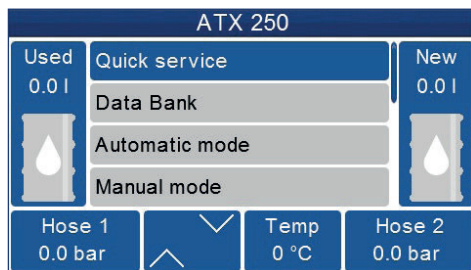 ATX 250
Used
0.0 l
Quick service
Data Bank
Automatic mode
Manual mode
New
0.0 l
Hose 1
0.0 bar
Temp
0 °C
Hose 2
0.0 bar